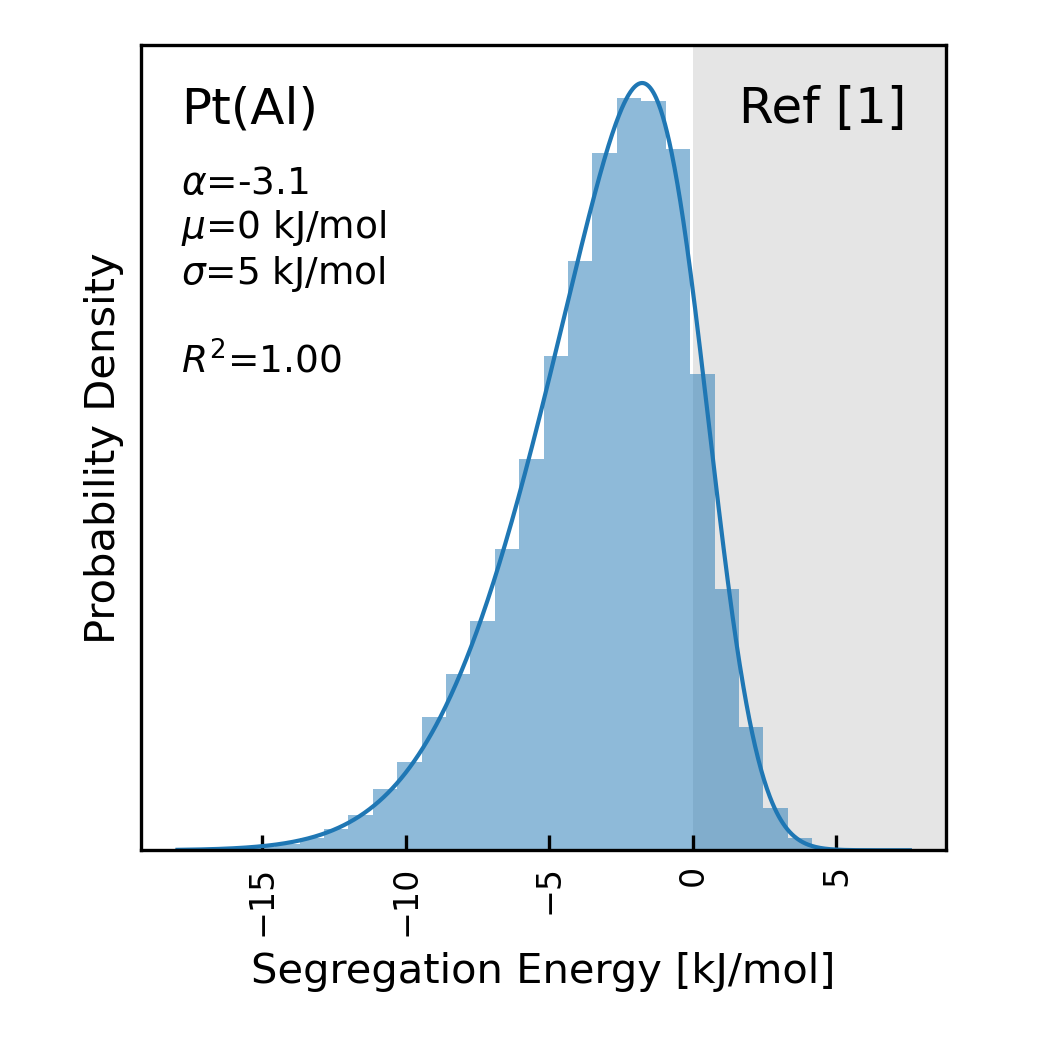 Pt(Al)
Ref [1]
α=-3.1
μ=0 kJ/mol
σ=5 kJ/mol
R²=1.00
Probability Density
−15
−10
−5
0
5
Segregation Energy [kJ/mol]